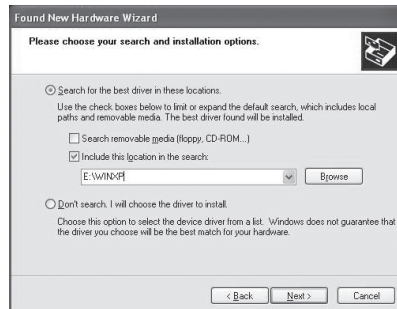 Found New Hardware Wizard
Please choose your search and installation options.
Search for the best driver in these locations.
Use the check boxes below to limit or expand the default search, which includes local
paths and removable media. The best driver found will be installed.
Search removable media (floppy, CD-ROM...)
Include this location in the search:
E:\WINXP
Browse
Don't search. I will choose the driver to install.
Choose this option to select the device driver from a list. Windows does not guarantee that
the driver you choose will be the best match for your hardware.
< Back
Next >
Cancel